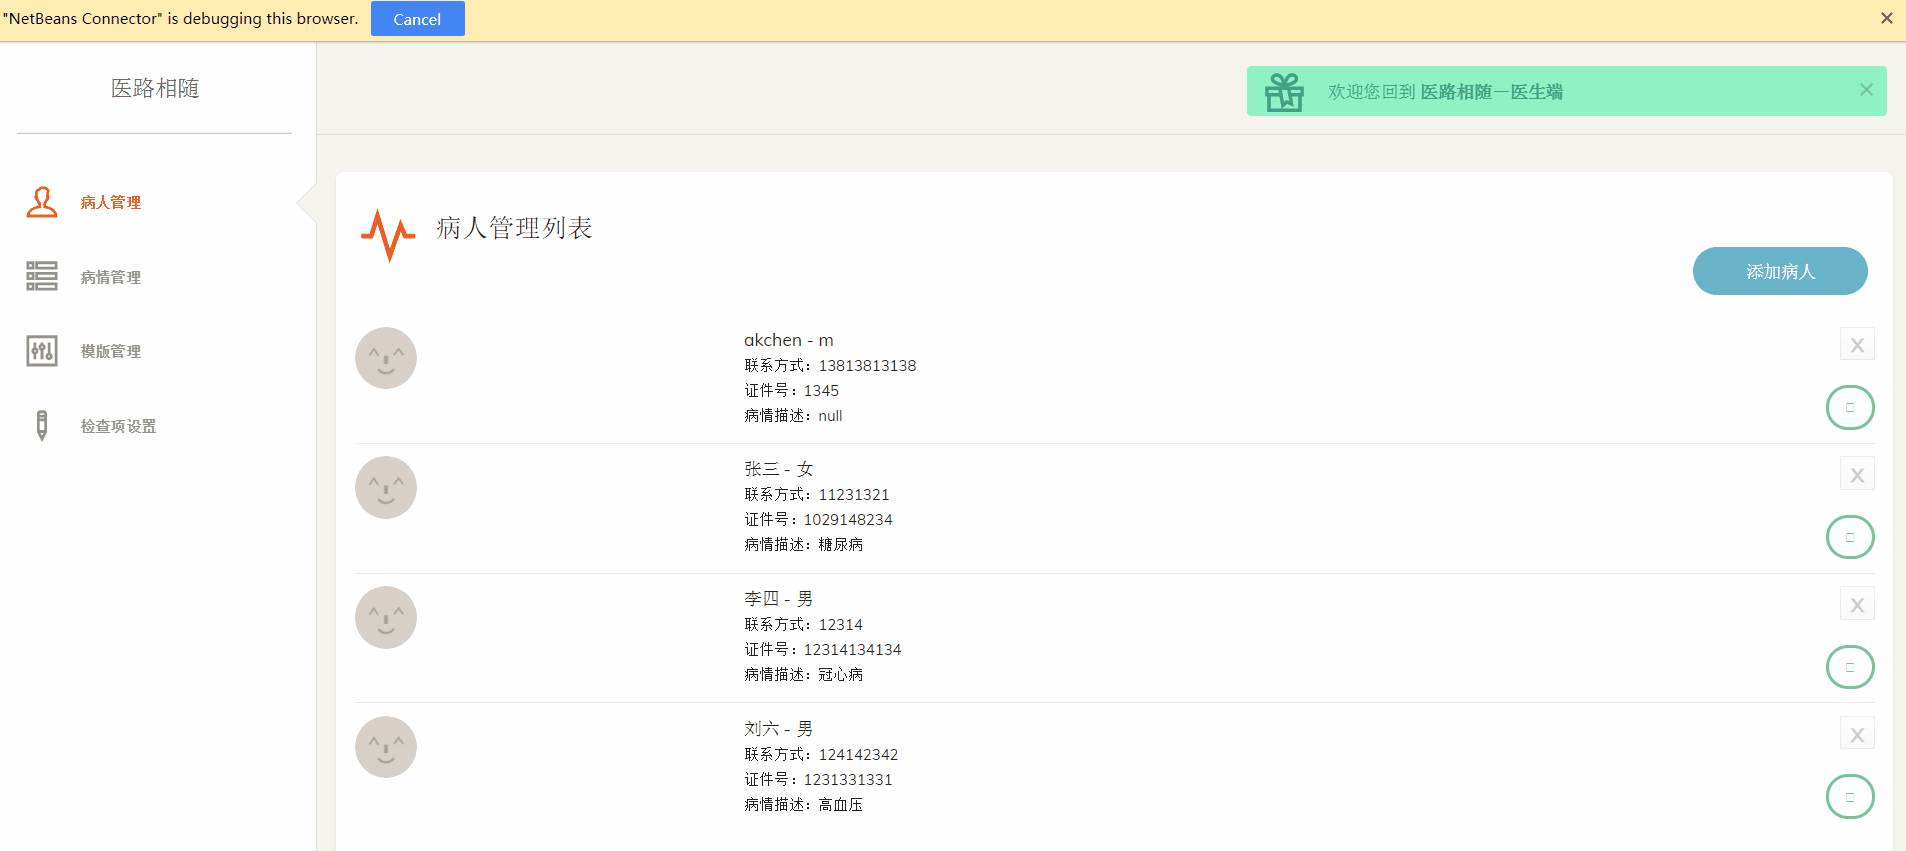 "NetBeans Connector" is debugging this browser. Cancel ×
医路相随
欢迎您回到 医路相随—医生端 ×
病人管理
病情管理
模版管理
检查项设置
病人管理列表
添加病人
akchen - m
联系方式：13813813138
证件号：1345
病情描述：null
X
张三 - 女
联系方式：11231321
证件号：1029148234
病情描述：糖尿病
X
李四 - 男
联系方式：12314
证件号：12314134134
病情描述：冠心病
X
刘六 - 男
联系方式：124142342
证件号：1231331331
病情描述：高血压
X